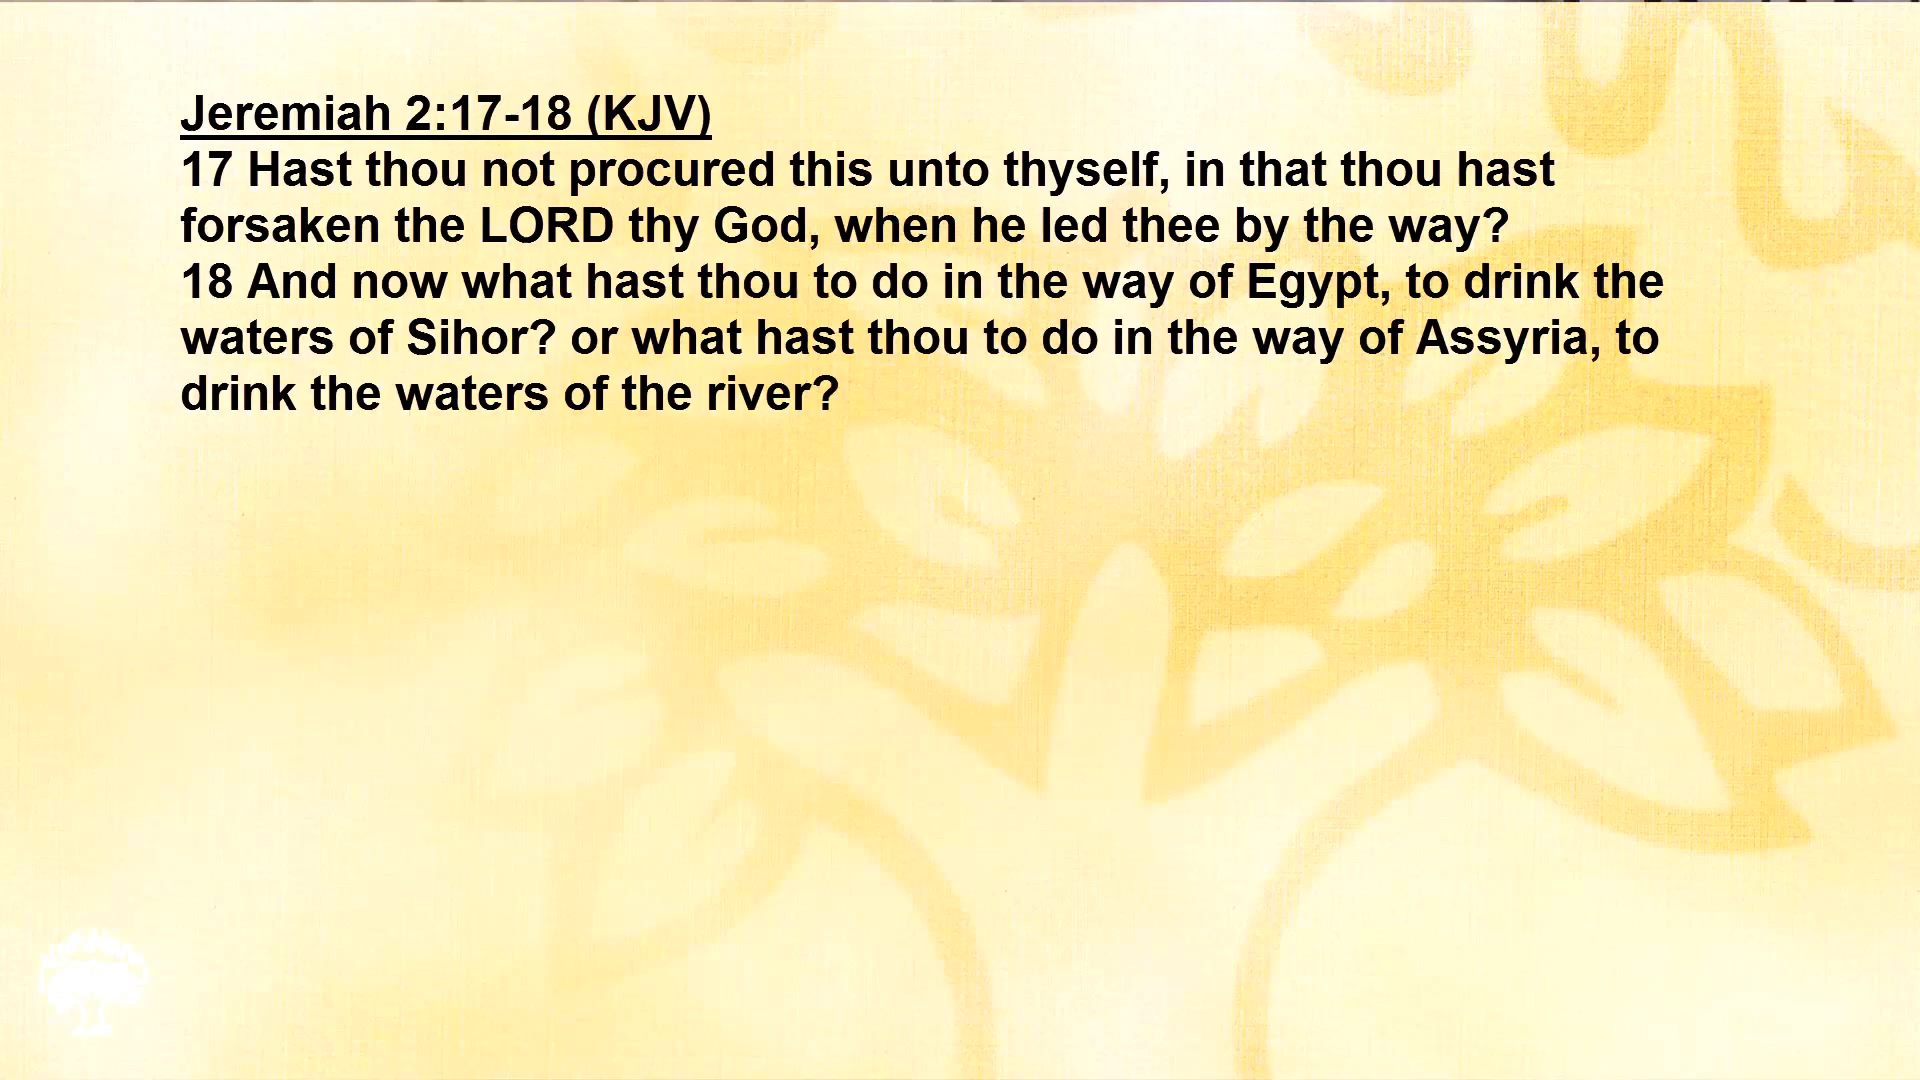 Jeremiah 2:17-18 (KJV)
17 Hast thou not procured this unto thyself, in that thou hast
forsaken the LORD thy God, when he led thee by the way?
18 And now what hast thou to do in the way of Egypt, to drink the
waters of Sihor? or what hast thou to do in the way of Assyria, to
drink the waters of the river?